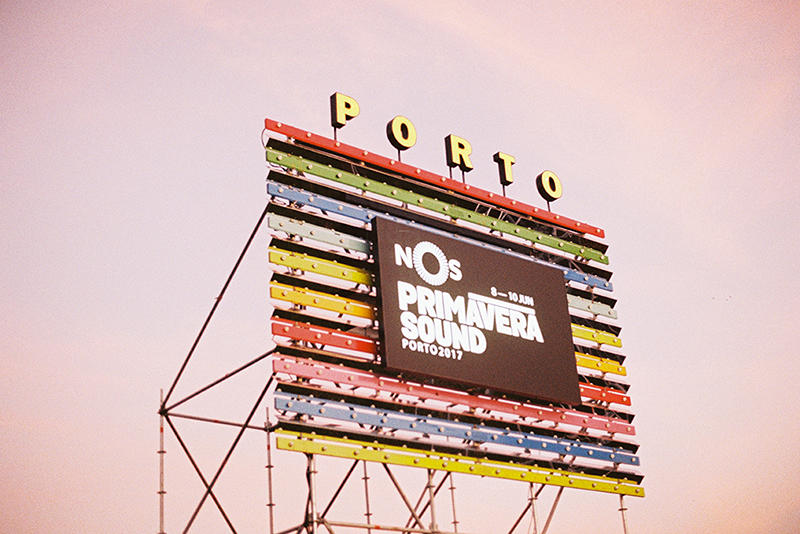 PORTO
NOS
8 — 10 JUN
PRIMAVERA
SOUND
PORTO2017